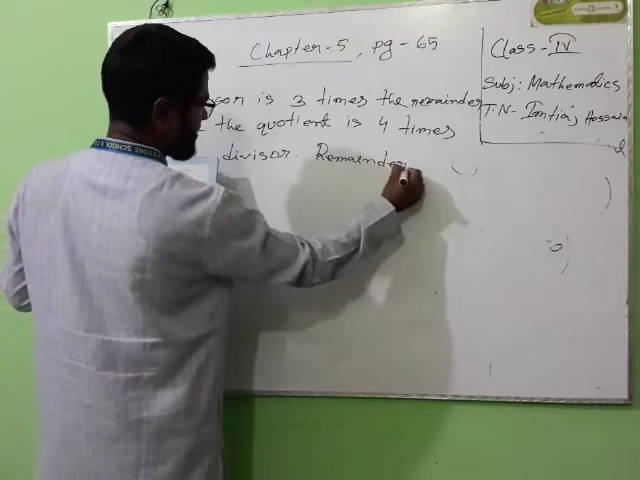 Chapter-5, pg-65
Class-IV
Subj: Mathematics
T.N- Imtiaj Hossain
is 3 times the remainder
the quotient is 4 times
divisor. Remainder